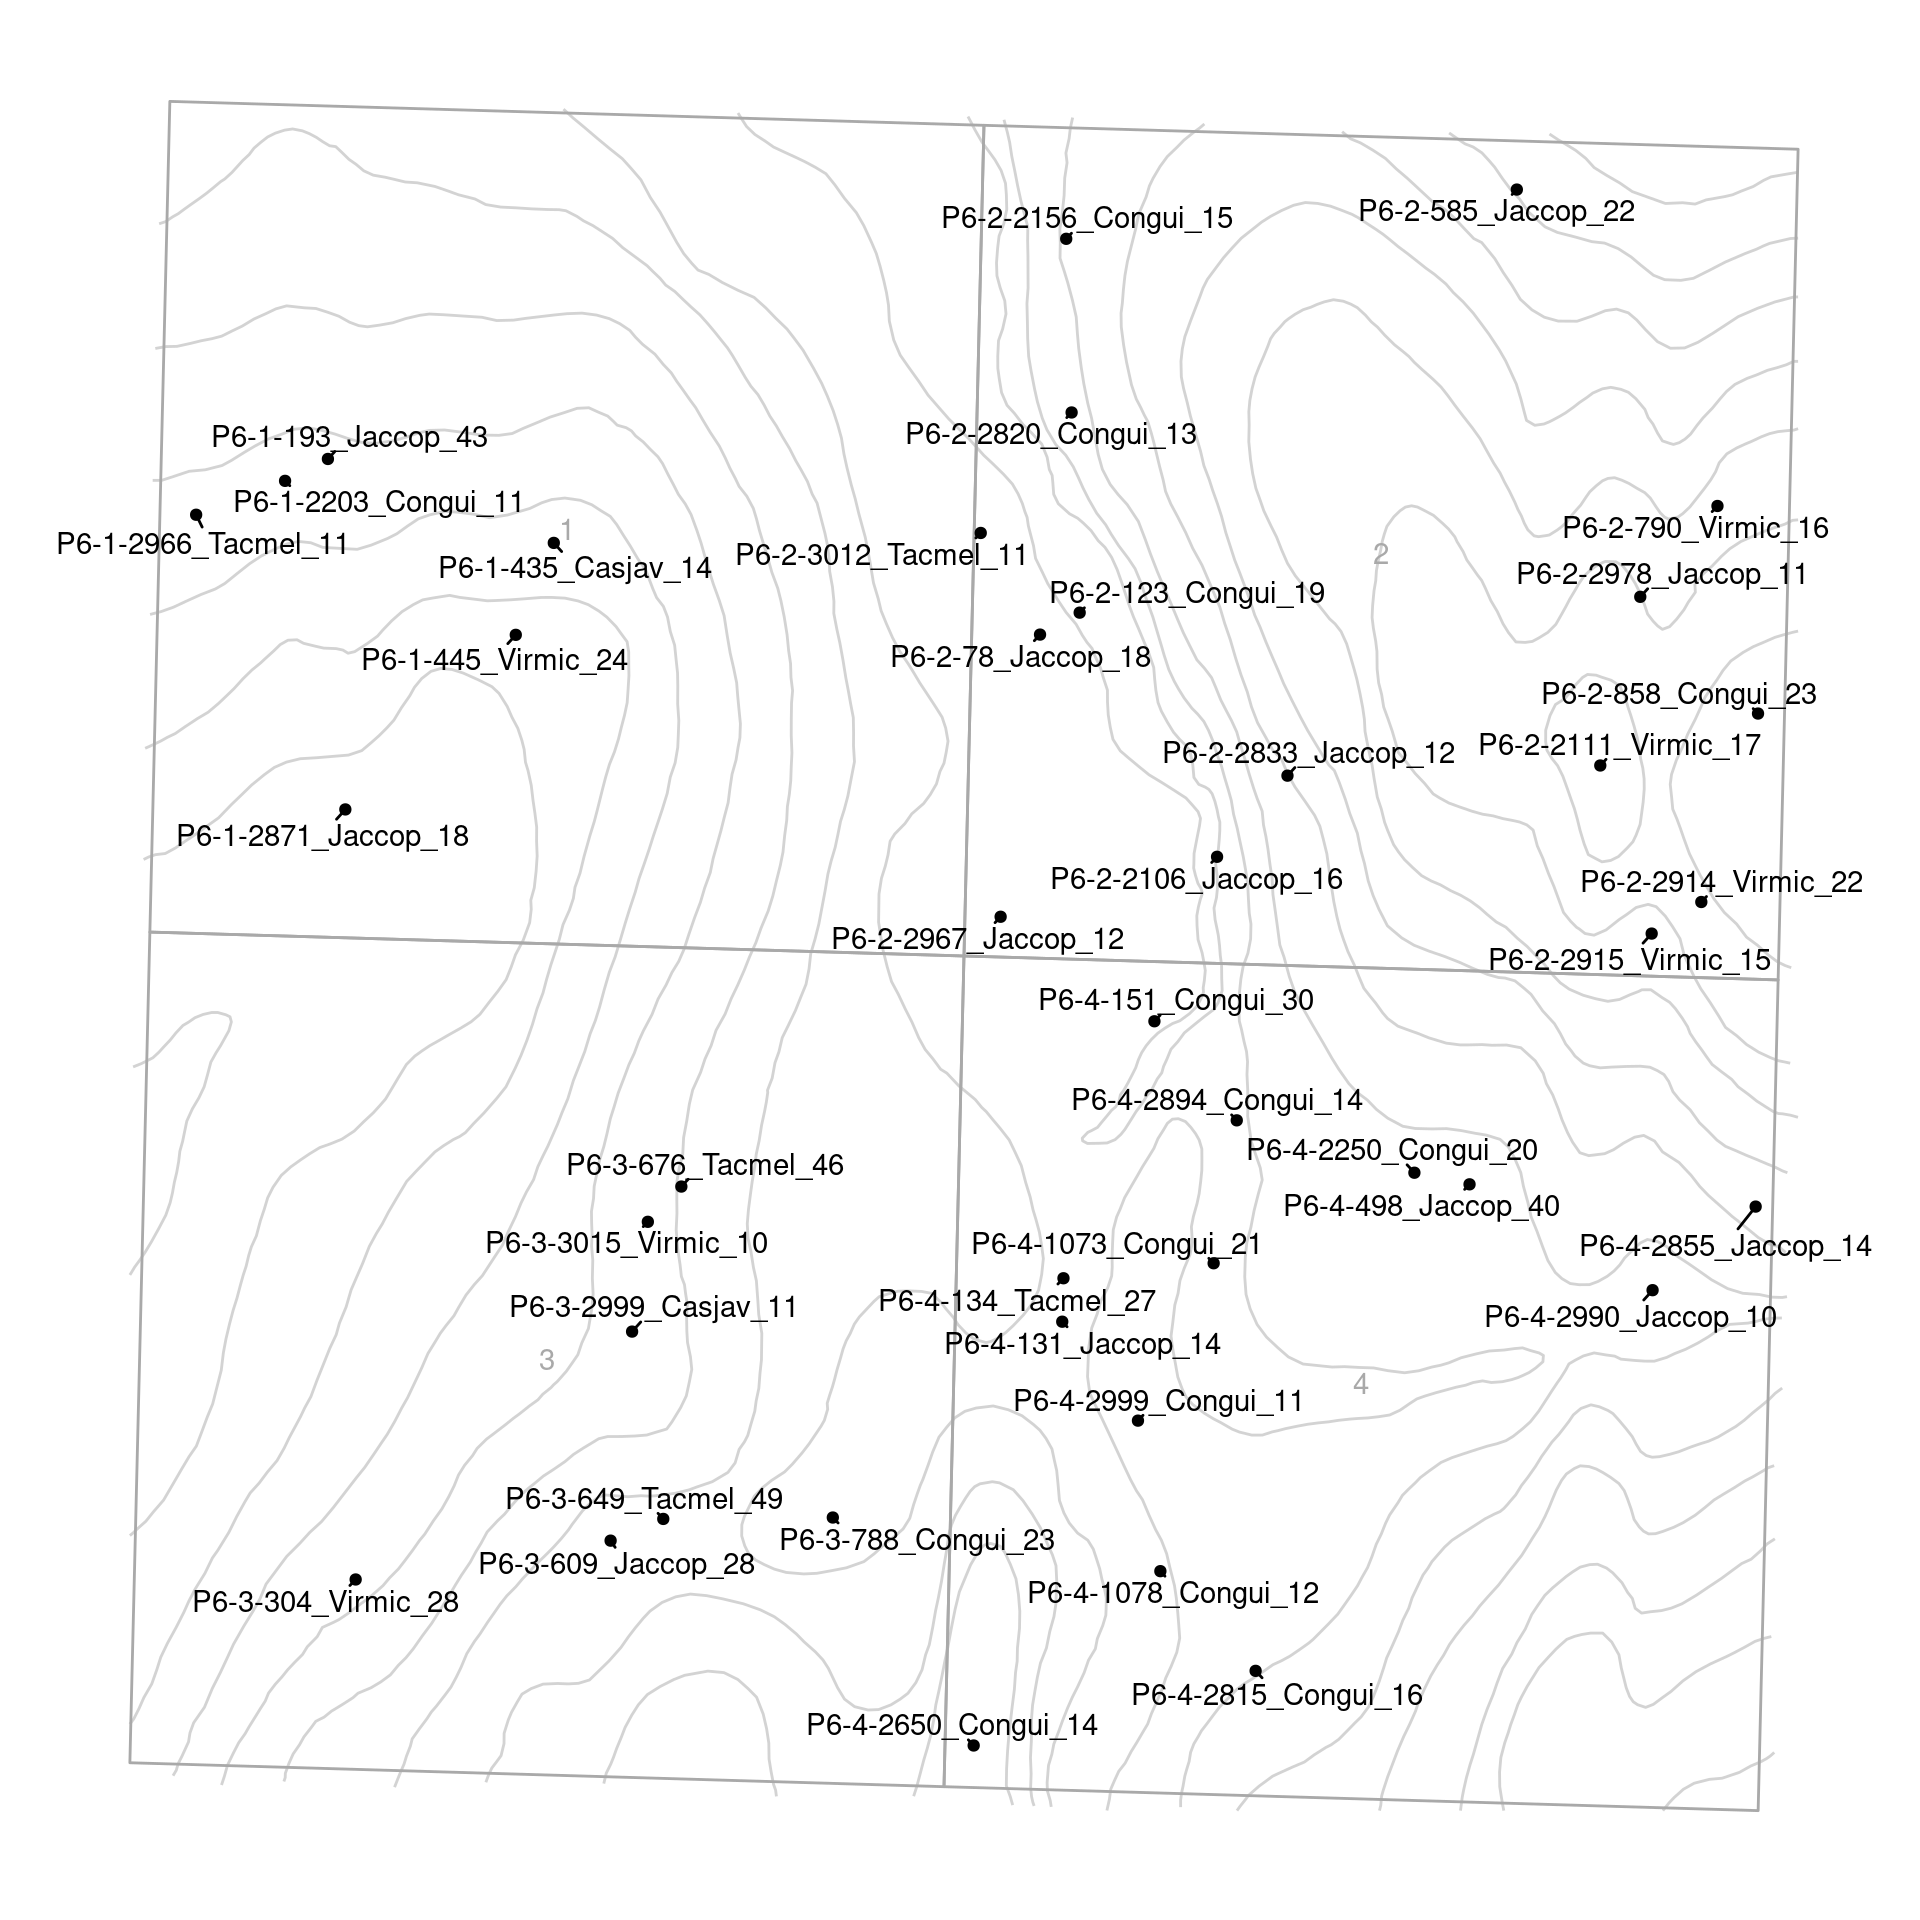 P6-2-585_Jaccop_22
P6-2-2156_Congui_15
P6-1-193_Jaccop_43
P6-2-2820_Congui_13
P6-1-2203_Congui_11
1
P6-2-790_Virmic_16
P6-1-2966_Tacmel_11
P6-2-3012_Tacmel_11
2
P6-1-435_Casjav_14
P6-2-2978_Jaccop_11
P6-2-123_Congui_19
P6-1-445_Virmic_24
P6-2-78_Jaccop_18
P6-2-858_Congui_23
P6-2-2111_Virmic_17
P6-2-2833_Jaccop_12
P6-1-2871_Jaccop_18
P6-2-2106_Jaccop_16
P6-2-2914_Virmic_22
P6-2-2967_Jaccop_12
P6-2-2915_Virmic_15
P6-4-151_Congui_30
P6-4-2894_Congui_14
P6-4-2250_Congui_20
P6-3-676_Tacmel_46
P6-4-498_Jaccop_40
P6-3-3015_Virmic_10
P6-4-1073_Congui_21
P6-4-2855_Jaccop_14
P6-4-134_Tacmel_27
P6-3-2999_Casjav_11
P6-4-2990_Jaccop_10
P6-4-131_Jaccop_14
3
4
P6-4-2999_Congui_11
P6-3-649_Tacmel_49
P6-3-788_Congui_23
P6-3-609_Jaccop_28
P6-3-304_Virmic_28
P6-4-1078_Congui_12
P6-4-2815_Congui_16
P6-4-2650_Congui_14